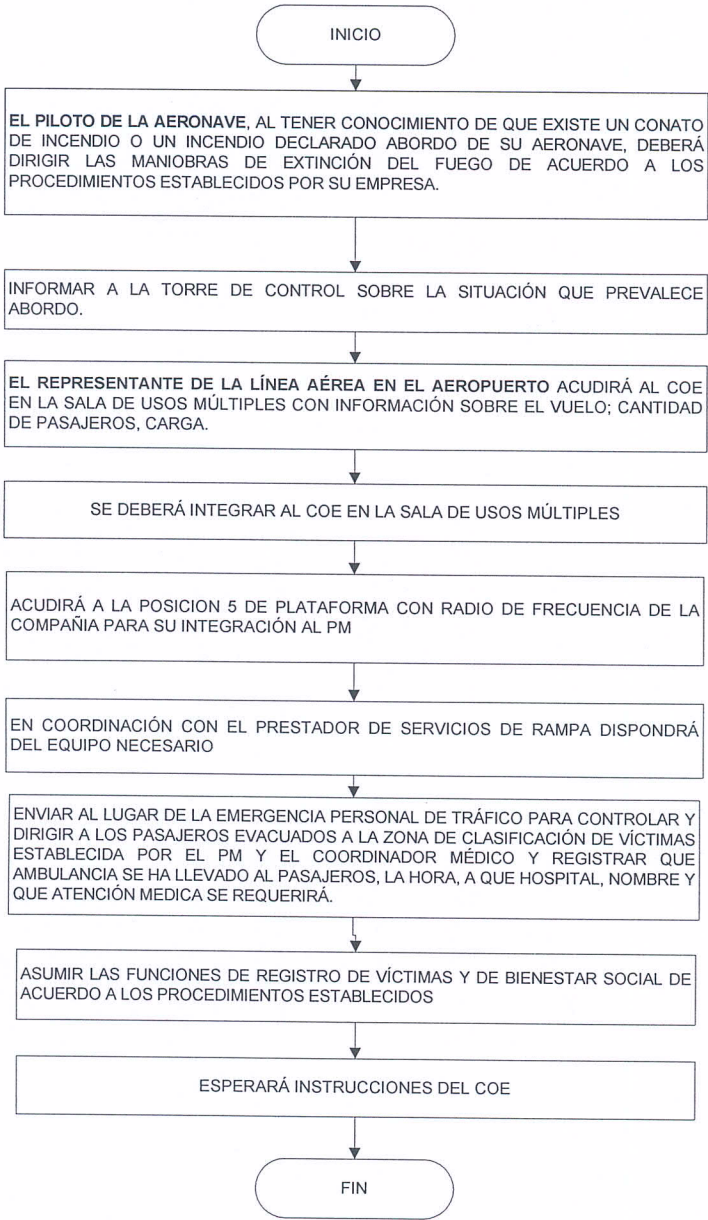 INICIO
EL PILOTO DE LA AERONAVE, AL TENER CONOCIMIENTO DE QUE EXISTE UN CONATO
DE INCENDIO O UN INCENDIO DECLARADO ABORDO DE SU AERONAVE, DEBERÁ
DIRIGIR LAS MANIOBRAS DE EXTINCIÓN DEL FUEGO DE ACUERDO A LOS
PROCEDIMIENTOS ESTABLECIDOS POR SU EMPRESA.
INFORMAR A LA TORRE DE CONTROL SOBRE LA SITUACIÓN QUE PREVALECE
ABORDO.
EL REPRESENTANTE DE LA LÍNEA AÉREA EN EL AEROPUERTO ACUDIRÁ AL COE
EN LA SALA DE USOS MÚLTIPLES CON INFORMACIÓN SOBRE EL VUELO; CANTIDAD
DE PASAJEROS, CARGA.
SE DEBERÁ INTEGRAR AL COE EN LA SALA DE USOS MÚLTIPLES
ACUDIRÁ A LA POSICION 5 DE PLATAFORMA CON RADIO DE FRECUENCIA DE LA
COMPAÑIA PARA SU INTEGRACIÓN AL PM
EN COORDINACIÓN CON EL PRESTADOR DE SERVICIOS DE RAMPA DISPONDRÁ
DEL EQUIPO NECESARIO
ENVIAR AL LUGAR DE LA EMERGENCIA PERSONAL DE TRÁFICO PARA CONTROLAR Y
DIRIGIR A LOS PASAJEROS EVACUADOS A LA ZONA DE CLASIFICACIÓN DE VÍCTIMAS
ESTABLECIDA POR EL PM Y EL COORDINADOR MÉDICO Y REGISTRAR QUE
AMBULANCIA SE HA LLEVADO AL PASAJEROS, LA HORA, A QUE HOSPITAL, NOMBRE Y
QUE ATENCIÓN MEDICA SE REQUERIRÁ.
ASUMIR LAS FUNCIONES DE REGISTRO DE VÍCTIMAS Y DE BIENESTAR SOCIAL DE
ACUERDO A LOS PROCEDIMIENTOS ESTABLECIDOS
ESPERARÁ INSTRUCCIONES DEL COE
FIN